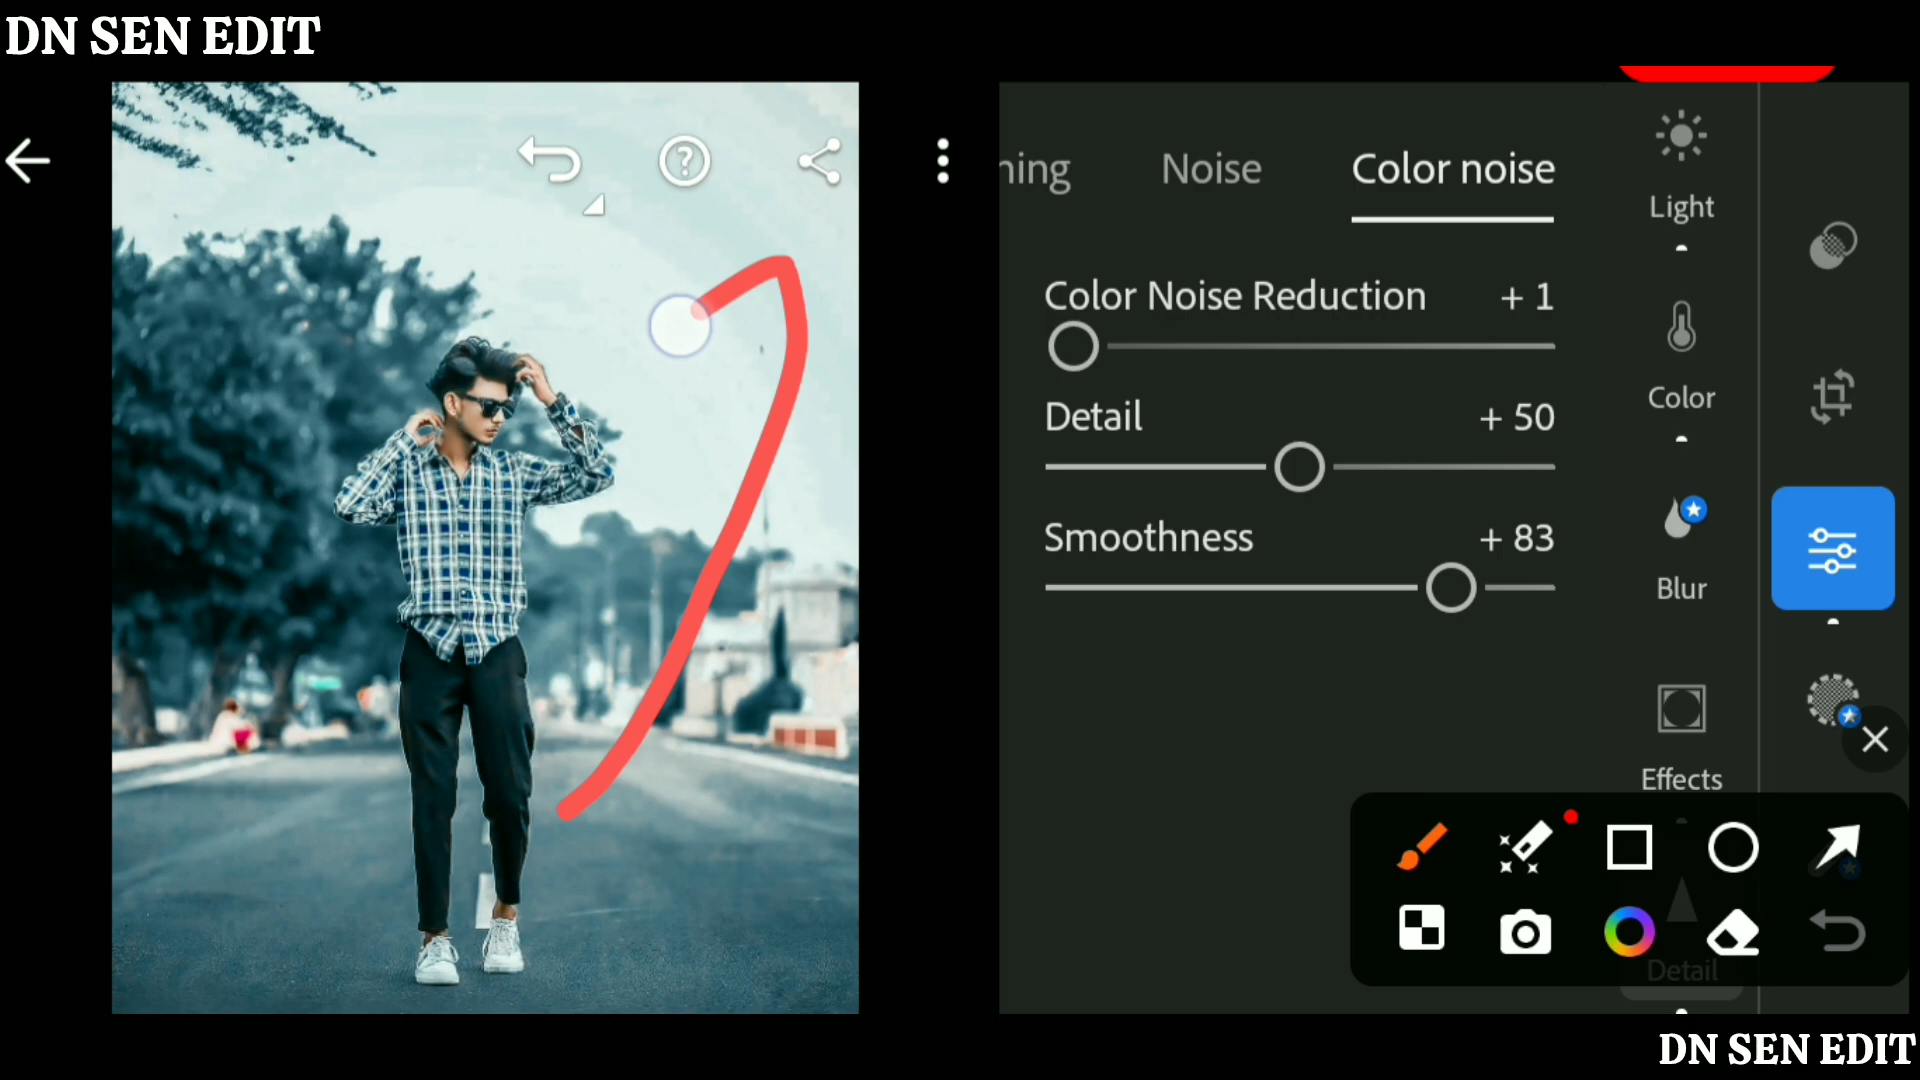 DN SEN EDIT
ning Noise Color noise
Color Noise Reduction + 1
Detail + 50
Smoothness + 83
Light
Color
Blur
Effects
Detail
DN SEN EDIT